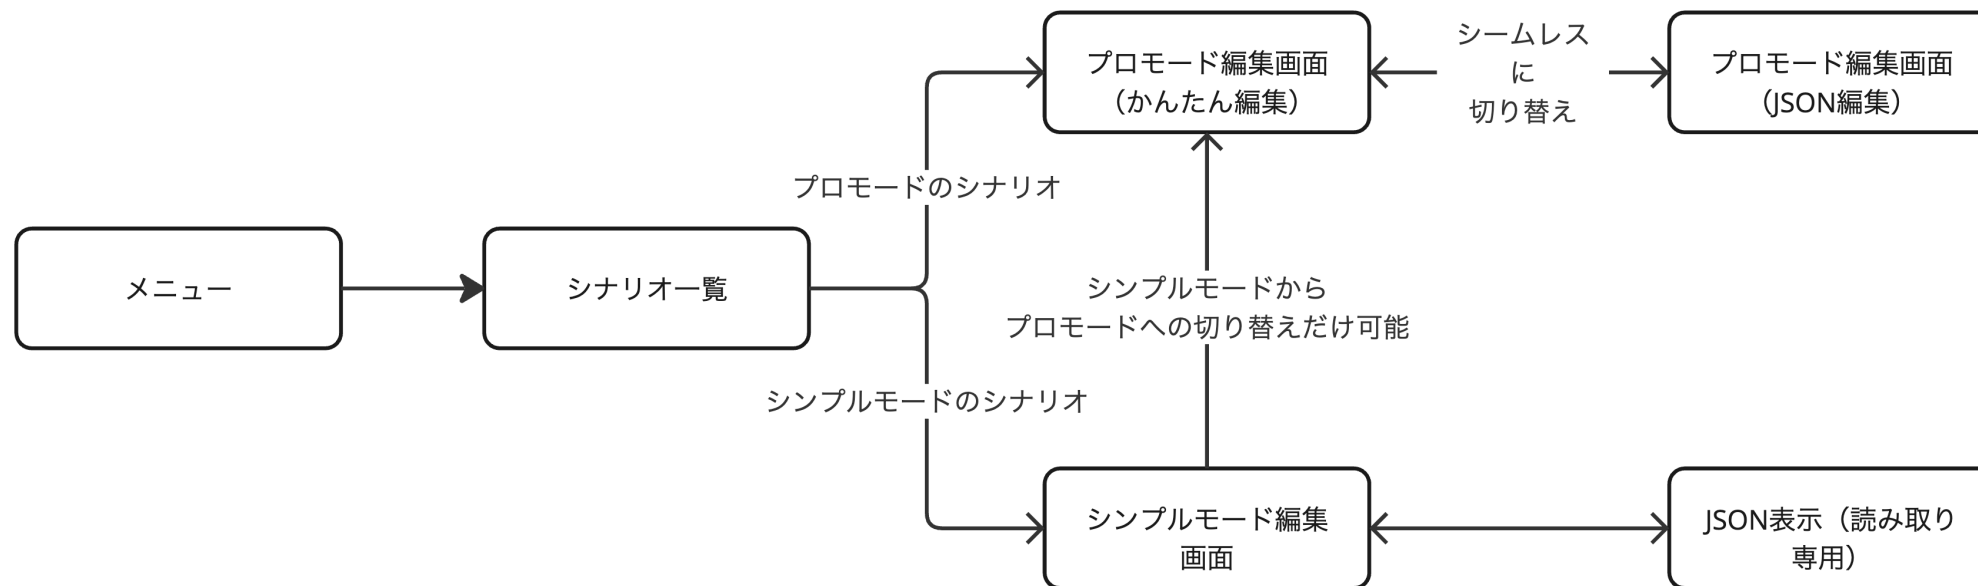 プロモード編集画面
（かんたん編集）
シームレス
に
切り替え
プロモード編集画面
（JSON編集）
プロモードのシナリオ
メニュー
シナリオ一覧
シンプルモードから
プロモードへの切り替えだけ可能
シンプルモードのシナリオ
シンプルモード編集
画面
JSON表示（読み取り
専用）